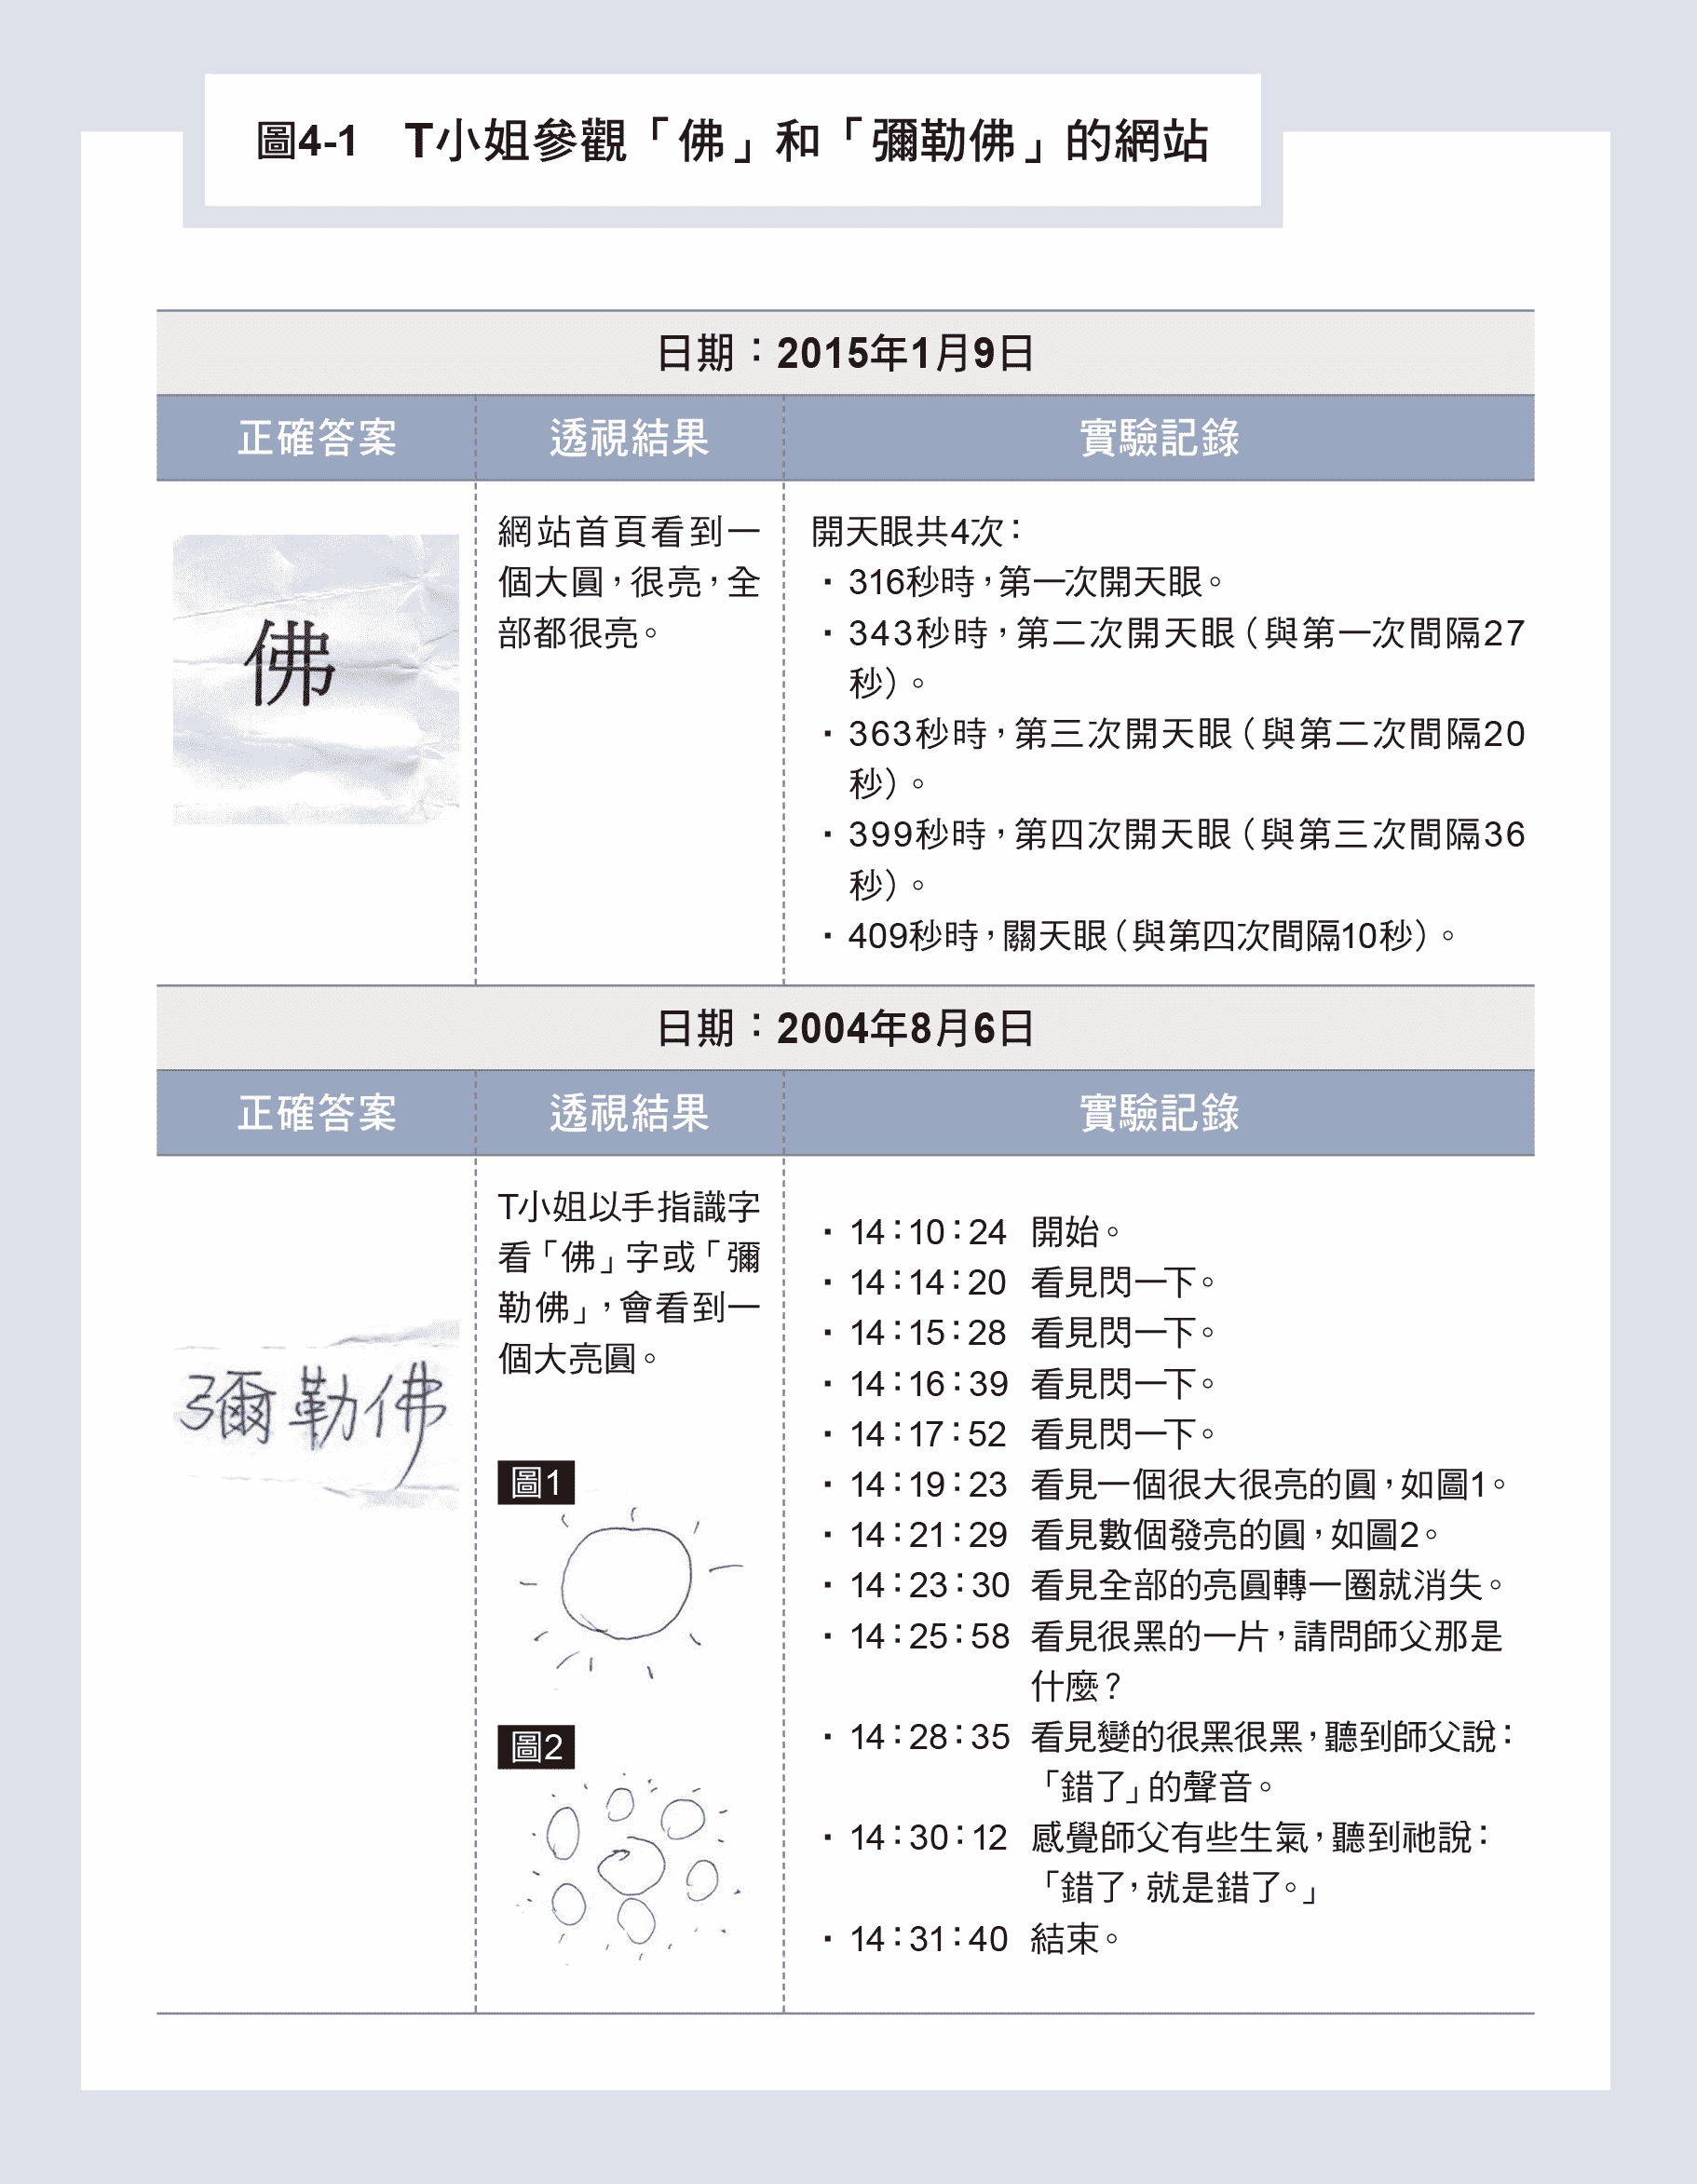 圖4-1　T小姐參觀「佛」和「彌勒佛」的網站
日期：2015年1月9日
正確答案
透視結果
實驗記錄
佛
網站首頁看到一
個大圓，很亮，全
部都很亮。
開天眼共4次：
・316秒時，第一次開天眼。
・343秒時，第二次開天眼（與第一次間隔27
秒）。
・363秒時，第三次開天眼（與第二次間隔20
秒）。
・399秒時，第四次開天眼（與第三次間隔36
秒）。
・409秒時，關天眼（與第四次間隔10秒）。
日期：2004年8月6日
正確答案
透視結果
實驗記錄
彌勒佛
T小姐以手指識字
看「佛」字或「彌
勒佛」，會看到一
個大亮圓。
圖1
圖2
・14：10：24 開始。
・14：14：20 看見閃一下。
・14：15：28 看見閃一下。
・14：16：39 看見閃一下。
・14：17：52 看見閃一下。
・14：19：23 看見一個很大很亮的圓，如圖1。
・14：21：29 看見數個發亮的圓，如圖2。
・14：23：30 看見全部的亮圓轉一圈就消失。
・14：25：58 看見很黑的一片，請問師父那是
什麼？
・14：28：35 看見變的很黑很黑，聽到師父說：
「錯了」的聲音。
・14：30：12 感覺師父有些生氣，聽到祂說：
「錯了，就是錯了。」
・14：31：40 結束。